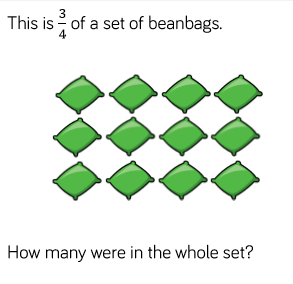 This is 3/4 of a set of beanbags.
How many were in the whole set?